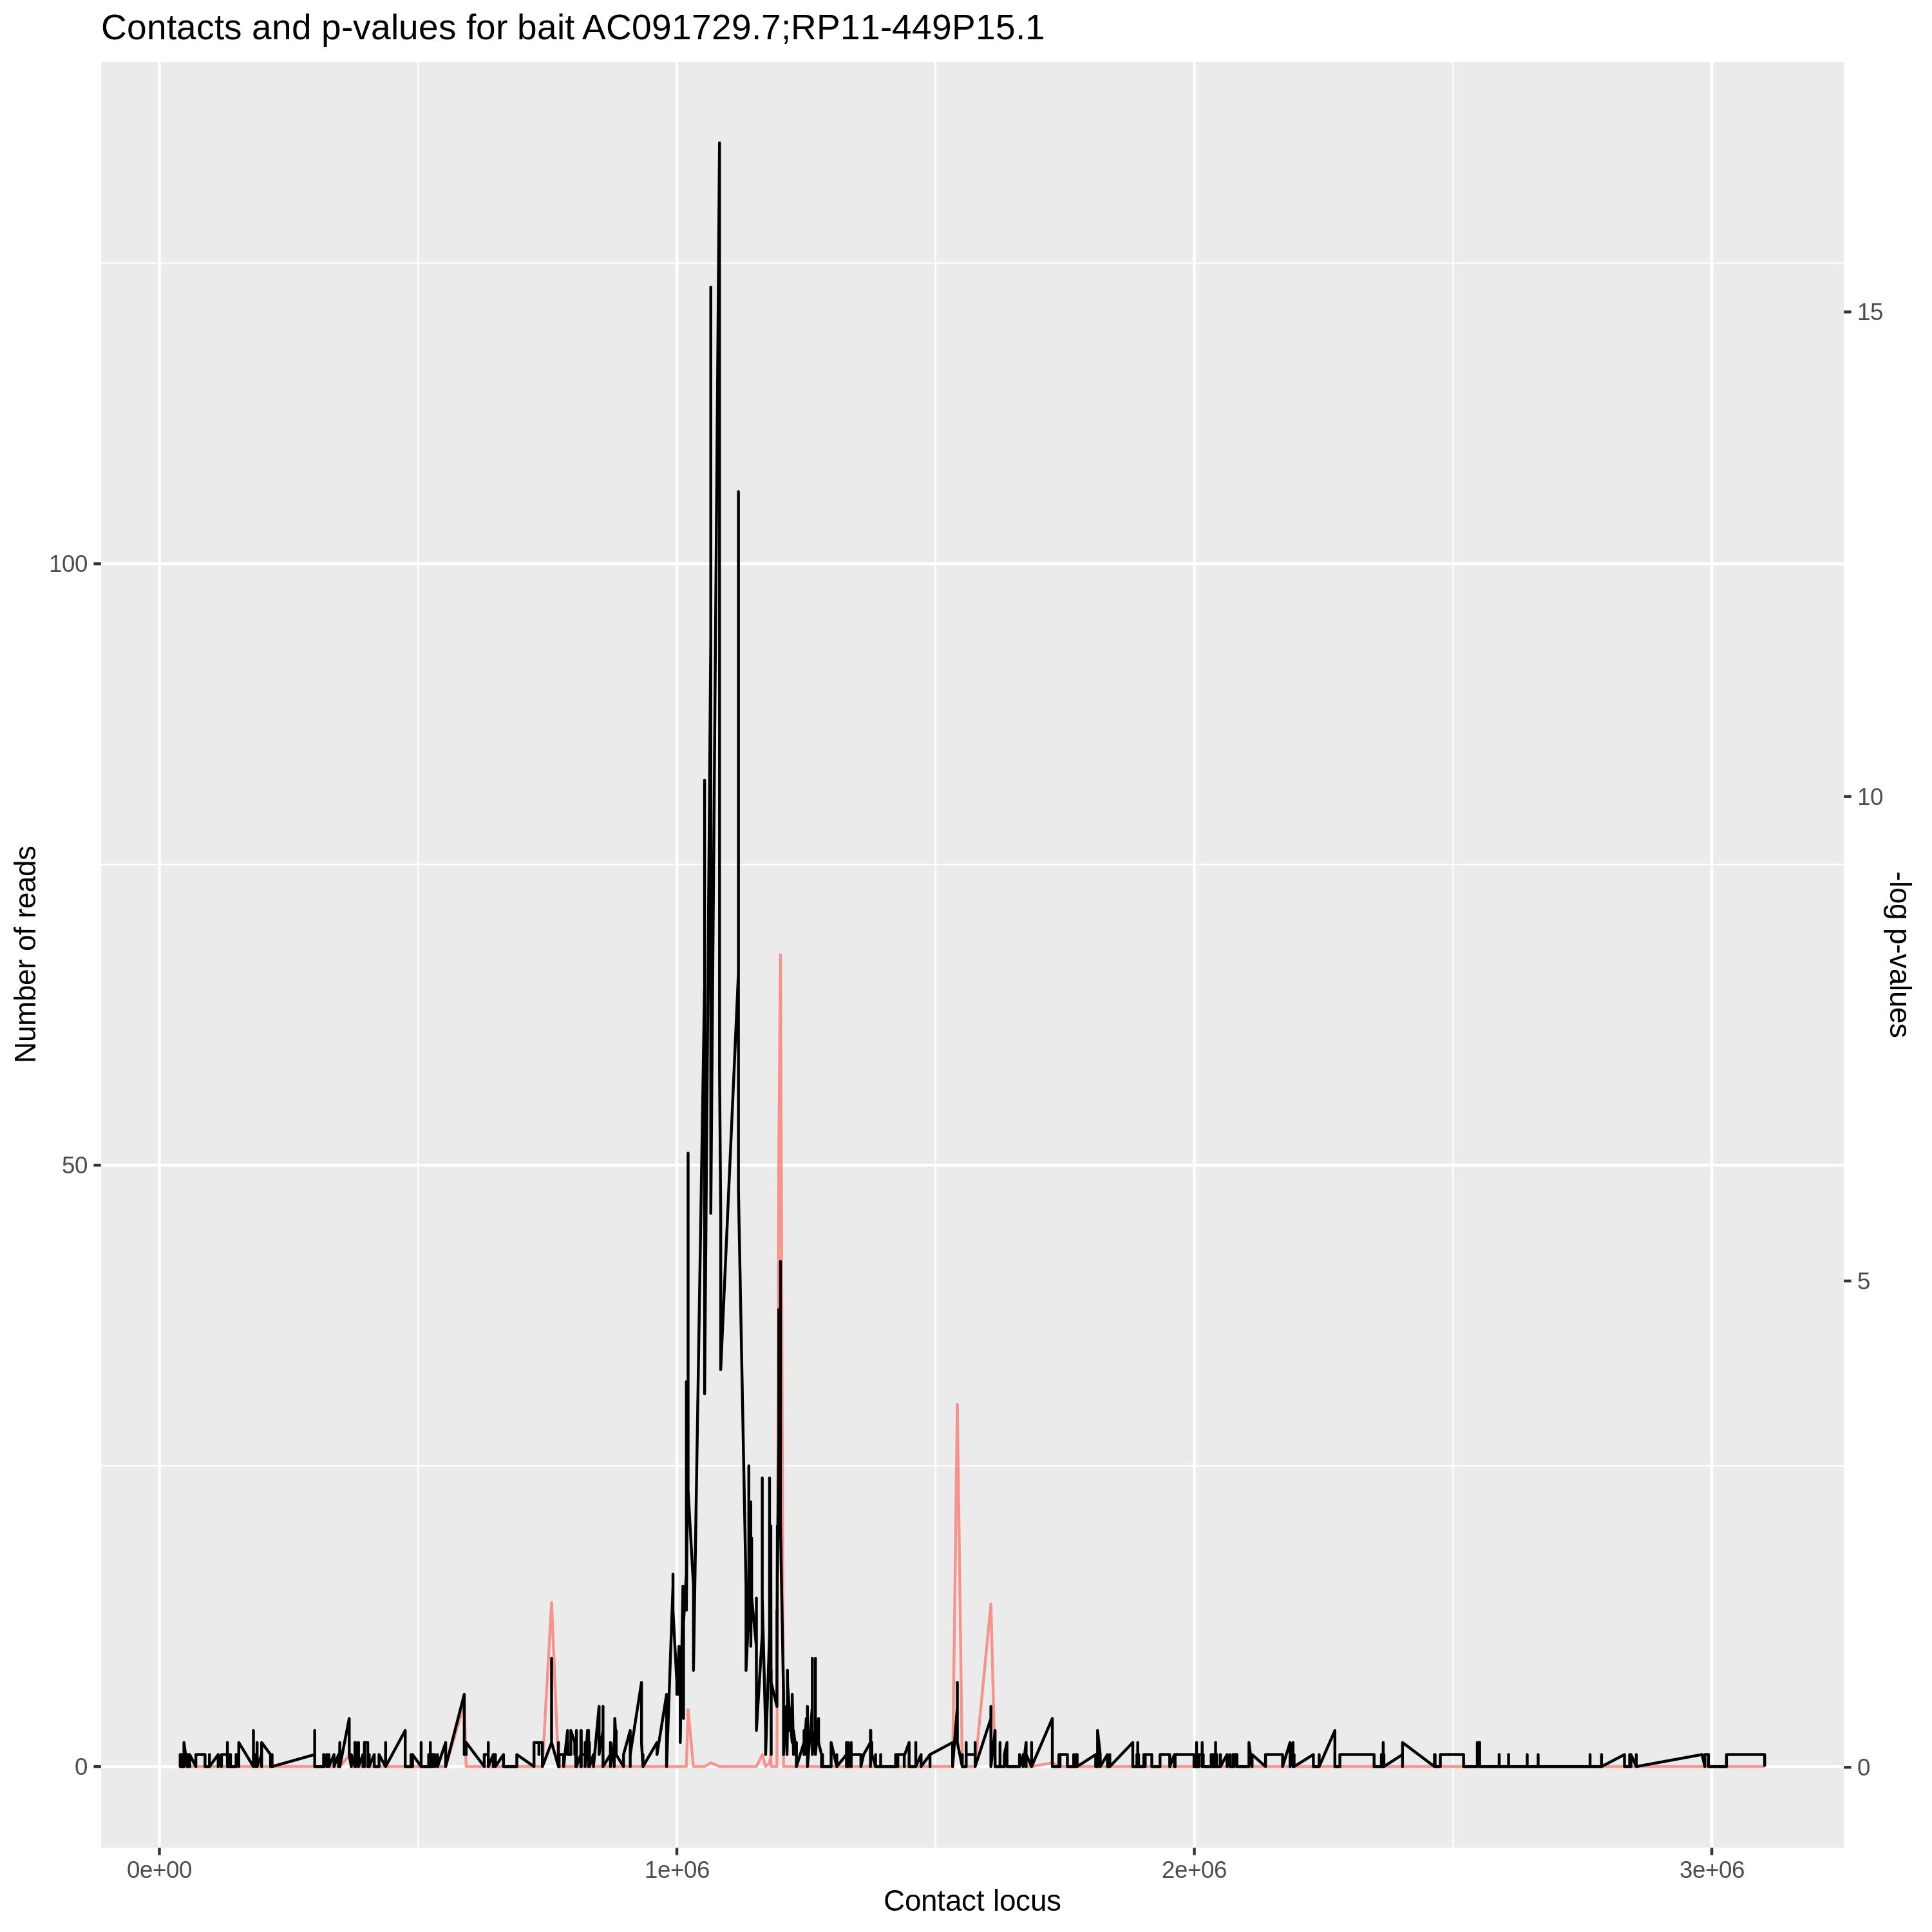 Contacts and p-values for bait AC091729.7;RP11-449P15.1
Number of reads
100
50
0
15
10
5
0
-log p-values
0e+00
1e+06
2e+06
3e+06
Contact locus